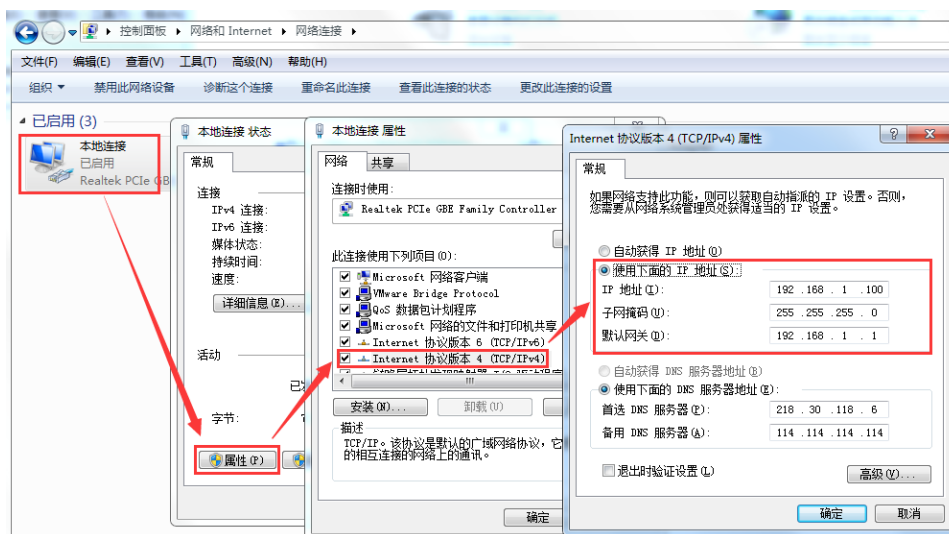 控制面板 ▸ 网络和 Internet ▸ 网络连接 ▸
文件(F) 编辑(E) 查看(V) 工具(T) 高级(N) 帮助(H)
组织 禁用此网络设备 诊断这个连接 重命名此连接 查看此连接的状态 更改此连接的设置
已启用 (3)
本地连接
已启用
Realtek PCIe GB
本地连接 状态
常规
连接
IPv4 连接:
IPv6 连接:
媒体状态:
持续时间:
速度:
详细信息(E)...
活动
已
字节:
属性(P)
本地连接 属性
网络 共享
连接时使用:
Realtek PCIe GBE Family Controller
此连接使用下列项目(O):
Microsoft 网络客户端
VMware Bridge Protocol
QoS 数据包计划程序
Microsoft 网络的文件和打印机共享
Internet 协议版本 6 (TCP/IPv6)
Internet 协议版本 4 (TCP/IPv4)
安装(N)... 卸载(U)
描述
TCP/IP。该协议是默认的广域网络协议，它
的相互连接的网络上的通讯。
确定
Internet 协议版本 4 (TCP/IPv4) 属性
常规
如果网络支持此功能，则可以获取自动指派的 IP 设置。否则，
您需要从网络系统管理员处获得适当的 IP 设置。
自动获得 IP 地址(O)
使用下面的 IP 地址(S):
IP 地址(I): 192 .168 . 1 .100
子网掩码(U): 255 .255 .255 . 0
默认网关(D): 192 .168 . 1 . 1
自动获得 DNS 服务器地址(B)
使用下面的 DNS 服务器地址(E):
首选 DNS 服务器(P): 218 . 30 .118 . 6
备用 DNS 服务器(A): 114 .114 .114 .114
退出时验证设置(L)
高级(V)...
确定 取消